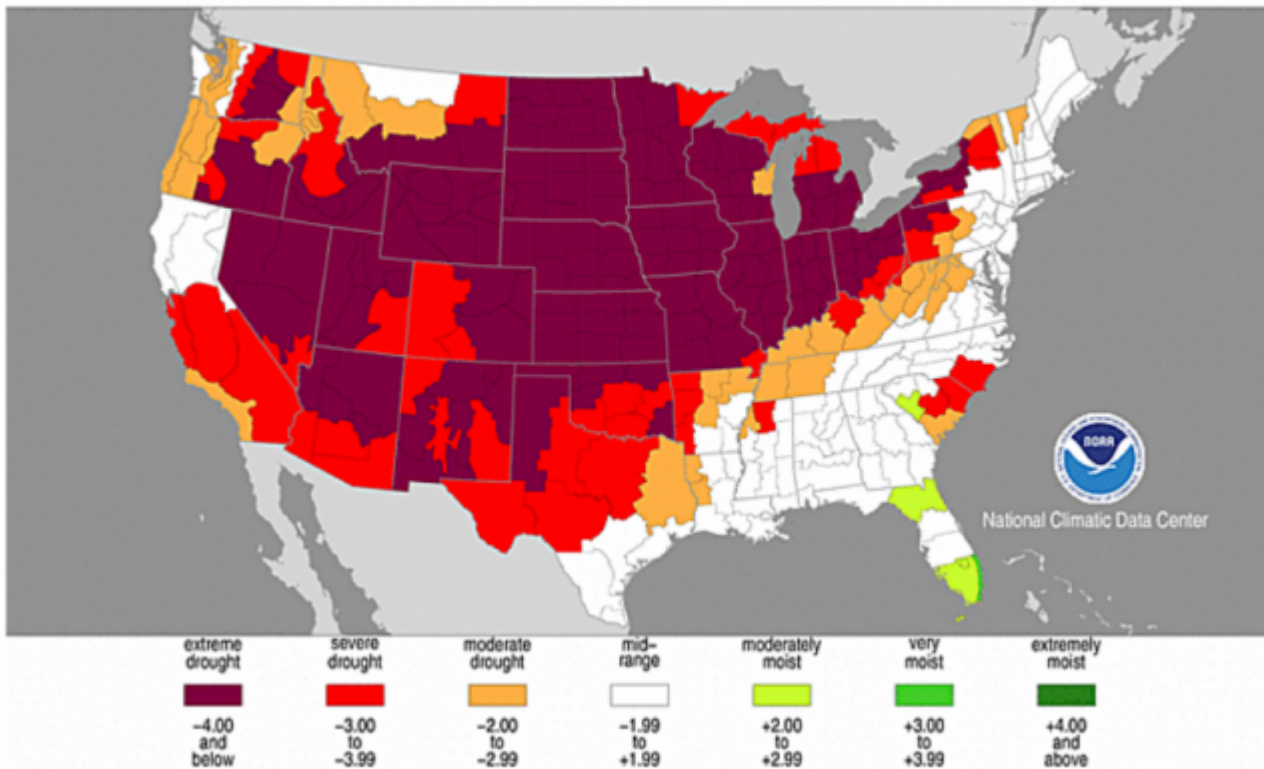 NOAA
National Climatic Data Center
extreme drought
severe drought
moderate drought
mid-range
moderately moist
very moist
extremely moist
−4.00 and below
−3.00 to −3.99
−2.00 to −2.99
−1.99 to +1.99
+2.00 to +2.99
+3.00 to +3.99
+4.00 and above